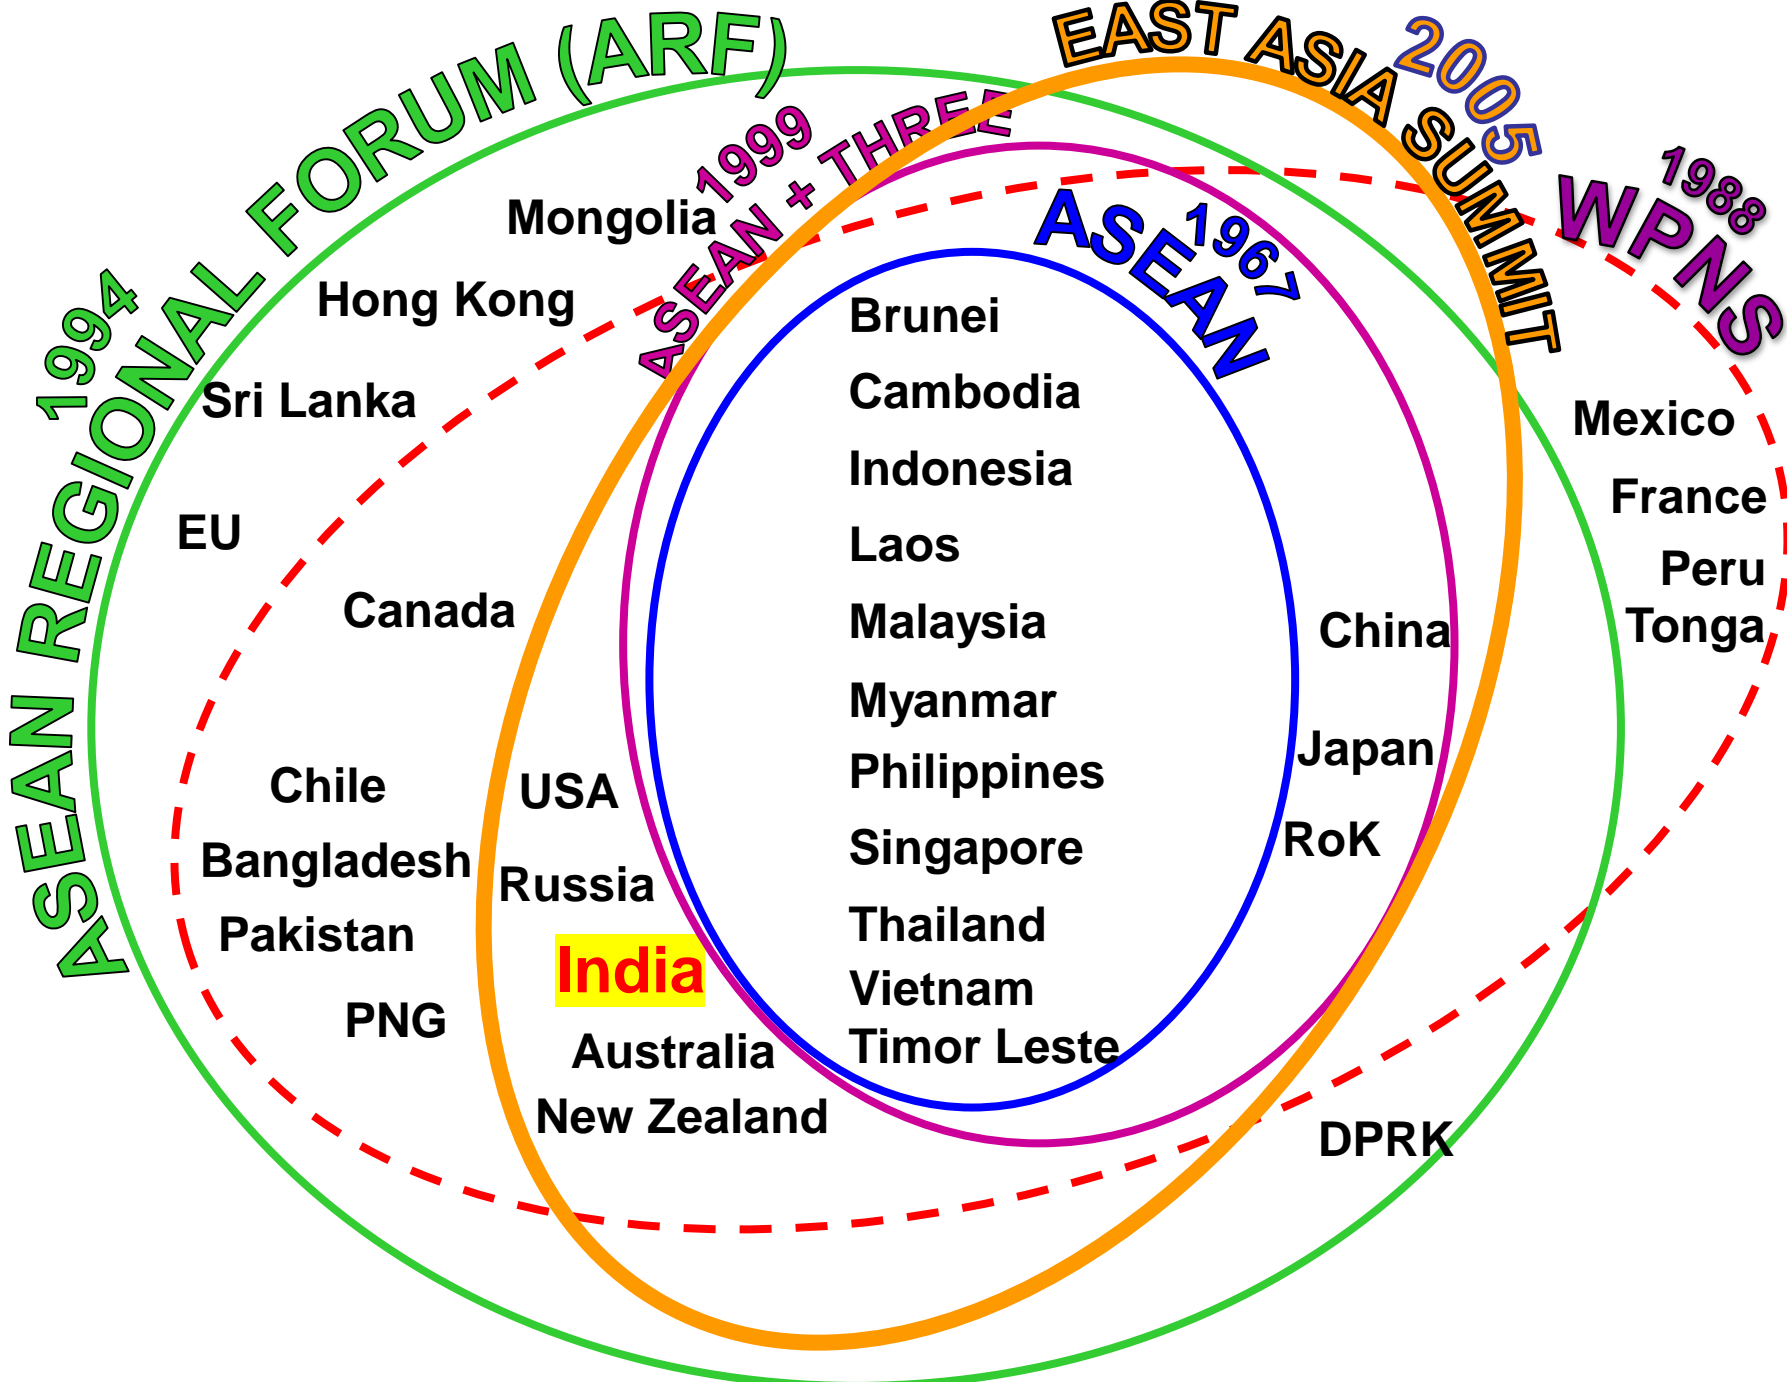 ASEAN REGIONAL FORUM (ARF)
1994
ASEAN + THREE
1999
EAST ASIA SUMMIT
2005
WPNS
1988
ASEAN
1967
Mongolia
Hong Kong
Sri Lanka
EU
Canada
Chile
Bangladesh
Pakistan
PNG
USA
Russia
India
Australia
New Zealand
Brunei
Cambodia
Indonesia
Laos
Malaysia
Myanmar
Philippines
Singapore
Thailand
Vietnam
Timor Leste
China
Japan
RoK
Mexico
France
Peru
Tonga
DPRK